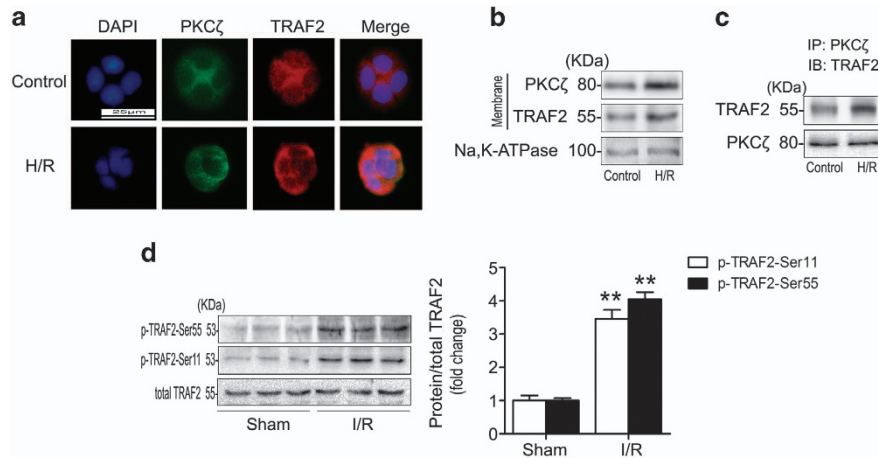 a
DAPI PKCζ TRAF2 Merge
Control
25μm
H/R
b
(KDa)
Membrane
PKCζ 80
TRAF2 55
Na,K-ATPase 100
Control H/R
c
IP: PKCζ
IB: TRAF2
(KDa)
TRAF2 55
PKCζ 80
Control H/R
d
(KDa)
p-TRAF2-Ser55 53
p-TRAF2-Ser11 53
total TRAF2 55
Sham I/R
Protein/total TRAF2
(fold change)
5
4
3
2
1
0
** **
Sham I/R
p-TRAF2-Ser11
p-TRAF2-Ser55